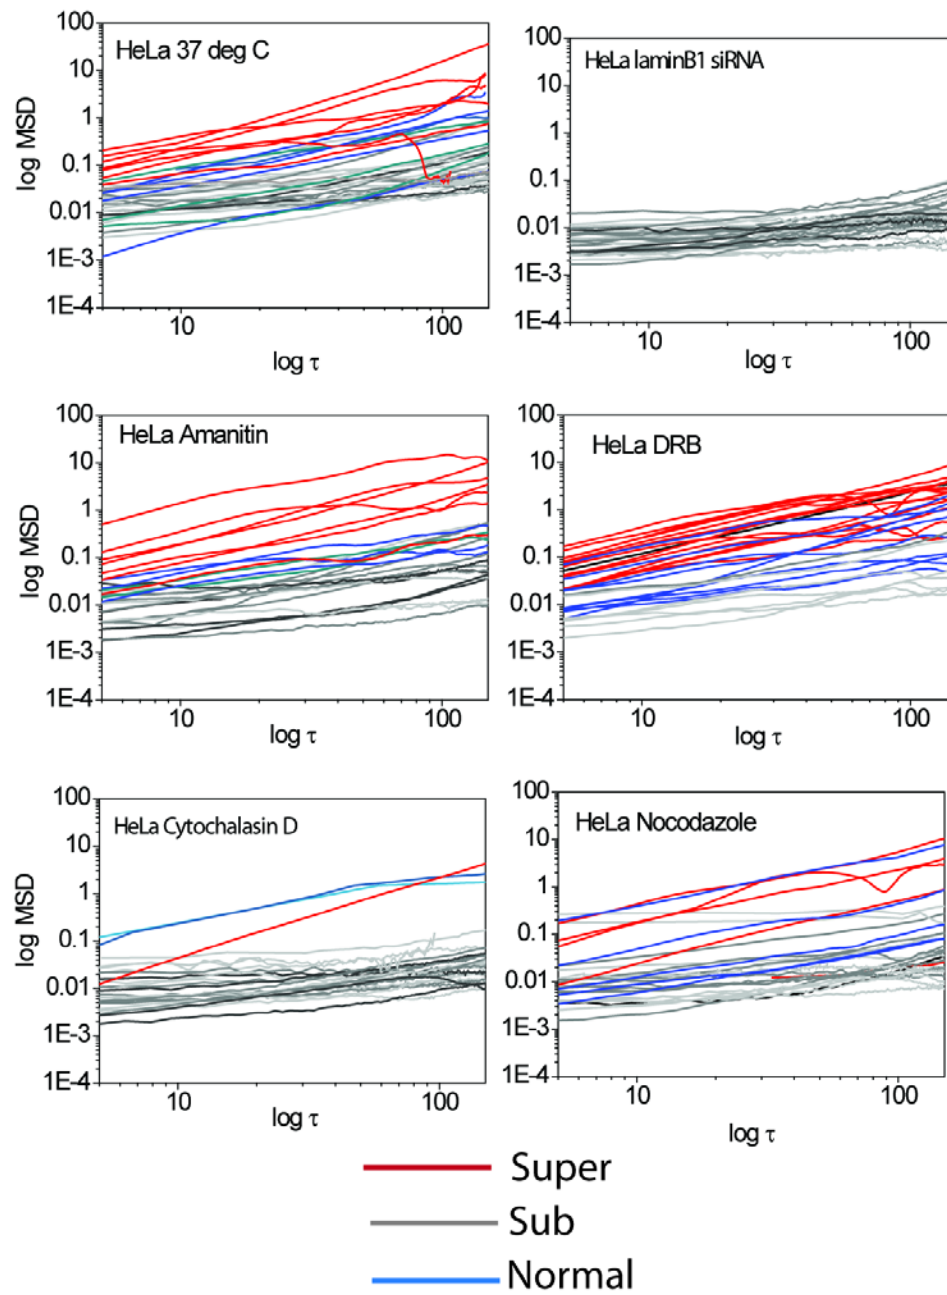 HeLa 37 deg C
log MSD
100
10
1
0.1
0.01
1E-3
1E-4
10 100
log τ
HeLa laminB1 siRNA
100
10
1
0.1
0.01
1E-3
1E-4
10 100
log τ
HeLa Amanitin
log MSD
100
10
1
0.1
0.01
1E-3
1E-4
10 100
log τ
HeLa DRB
100
10
1
0.1
0.01
1E-3
1E-4
10 100
log τ
HeLa Cytochalasin D
log MSD
100
10
1
0.1
0.01
1E-3
1E-4
10 100
log τ
HeLa Nocodazole
100
10
1
0.1
0.01
1E-3
1E-4
10 100
log τ
Super
Sub
Normal